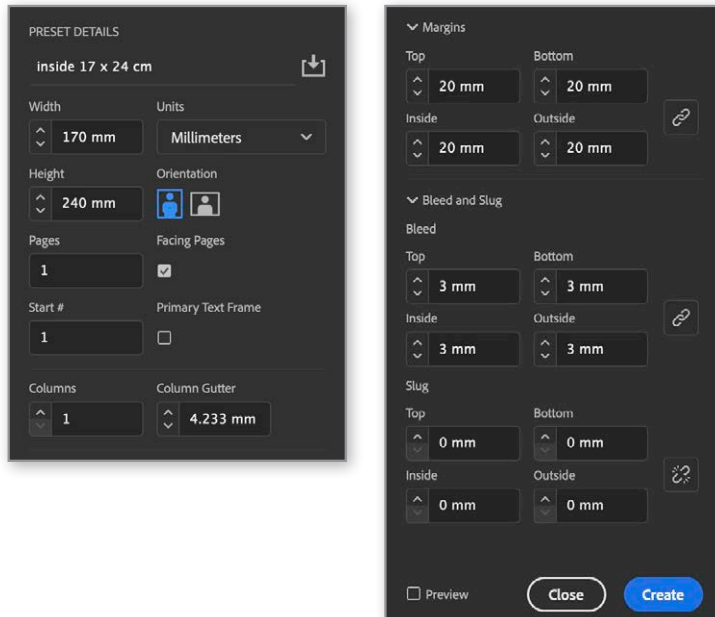 PRESET DETAILS
inside 17 x 24 cm
Width Units
170 mm Millimeters
Height Orientation
240 mm
Pages Facing Pages
1
Start # Primary Text Frame
1
Columns Column Gutter
1 4.233 mm
Margins
Top Bottom
20 mm 20 mm
Inside Outside
20 mm 20 mm
Bleed and Slug
Bleed
Top Bottom
3 mm 3 mm
Inside Outside
3 mm 3 mm
Slug
Top Bottom
0 mm 0 mm
Inside Outside
0 mm 0 mm
Preview Close Create